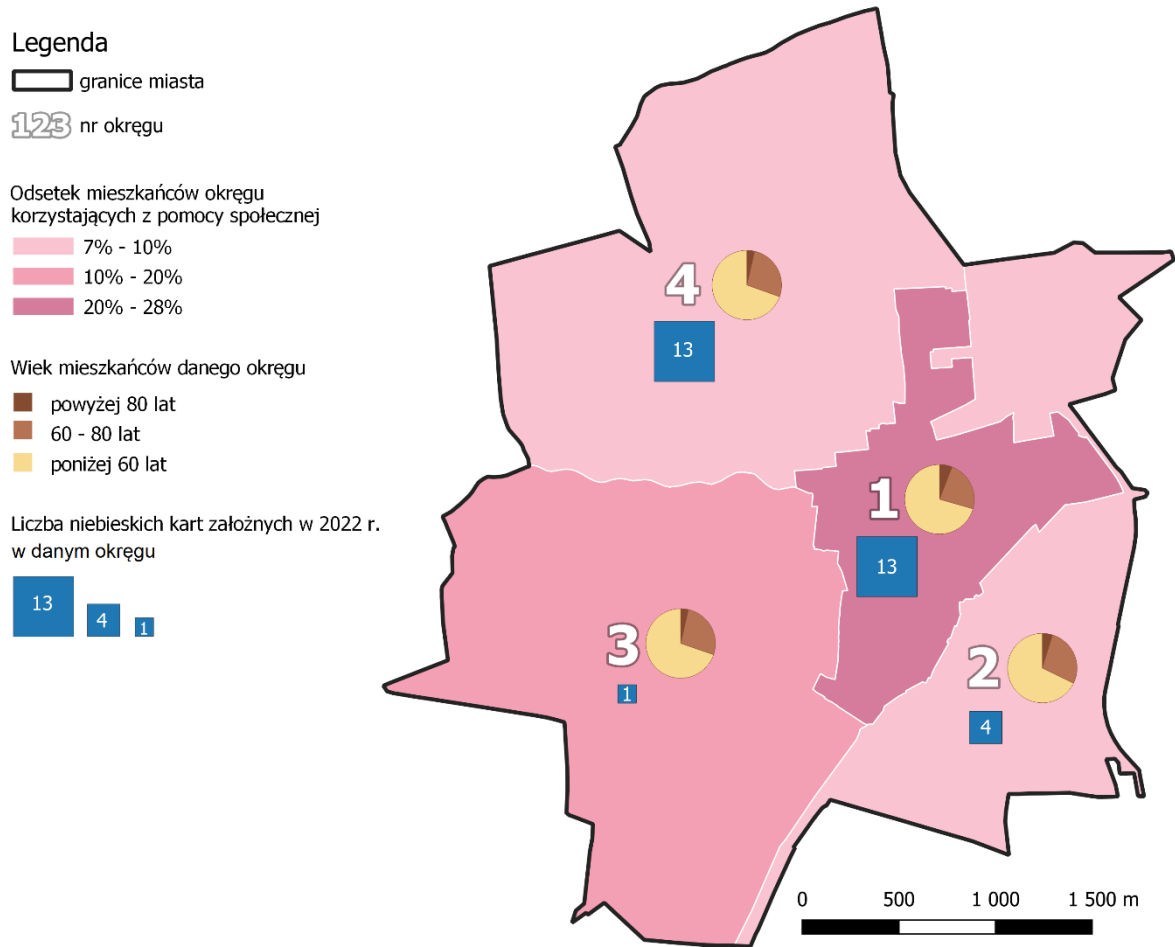 Legenda
granice miasta
123 nr okręgu
Odsetek mieszkańców okręgu
korzystających z pomocy społecznej
7% - 10%
10% - 20%
20% - 28%
Wiek mieszkańców danego okręgu
powyżej 80 lat
60 - 80 lat
poniżej 60 lat
Liczba niebieskich kart założnych w 2022 r.
w danym okręgu
13 4 1
4
13
1
13
3
1
2
4
0 500 1 000 1 500 m